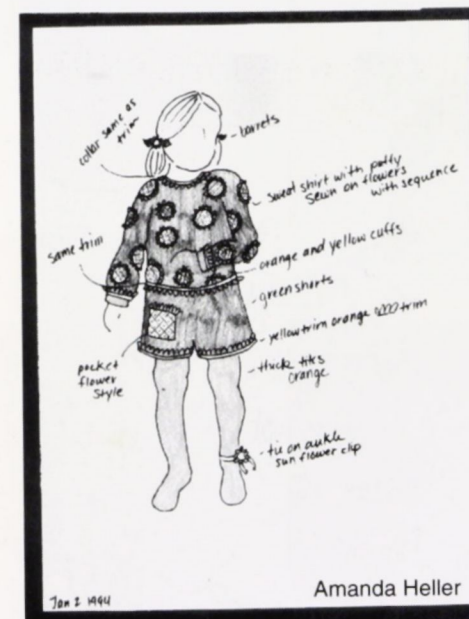 collar same as
trim
barrets
sweat shirt with puffy
sewn on flowers
with sequence
same trim
orange and yellow cuffs
green shorts
yellow trim orange trim
pocket
flower
style
thick
orange
tie on ankle
sun flower clip
Jan 2 1994
Amanda Heller